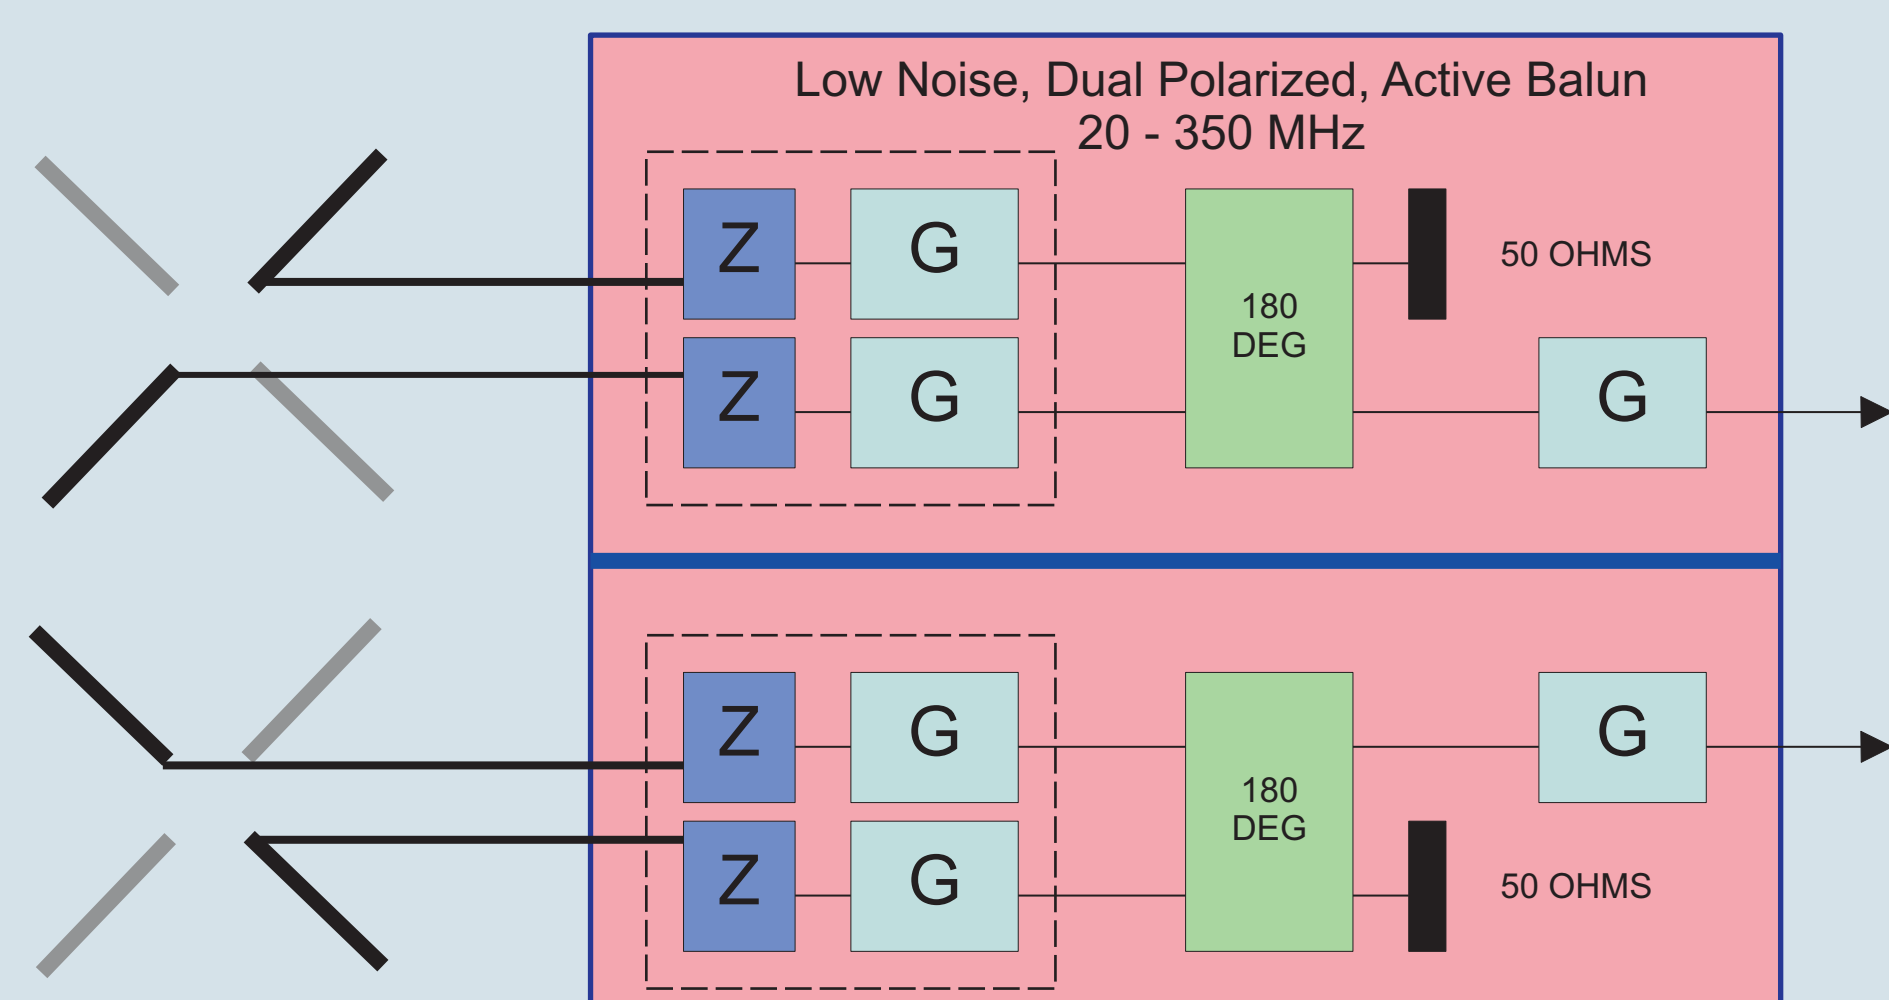 Low Noise, Dual Polarized, Active Balun
20 - 350 MHz
Z
G
50 OHMS
180
DEG
Z
G
G
Z
G
G
180
DEG
Z
G
50 OHMS